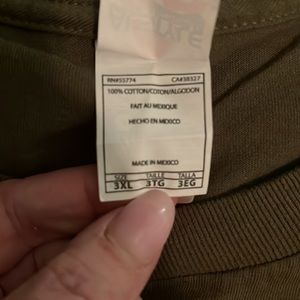 RN#55774 CA#38327
100% COTTON/COTON/ALGODON
FAIT AU MEXIQUE
HECHO EN MEXICO
MADE IN MEXICO
SIZE TAILLE TALLA
3XL 3TG 3EG